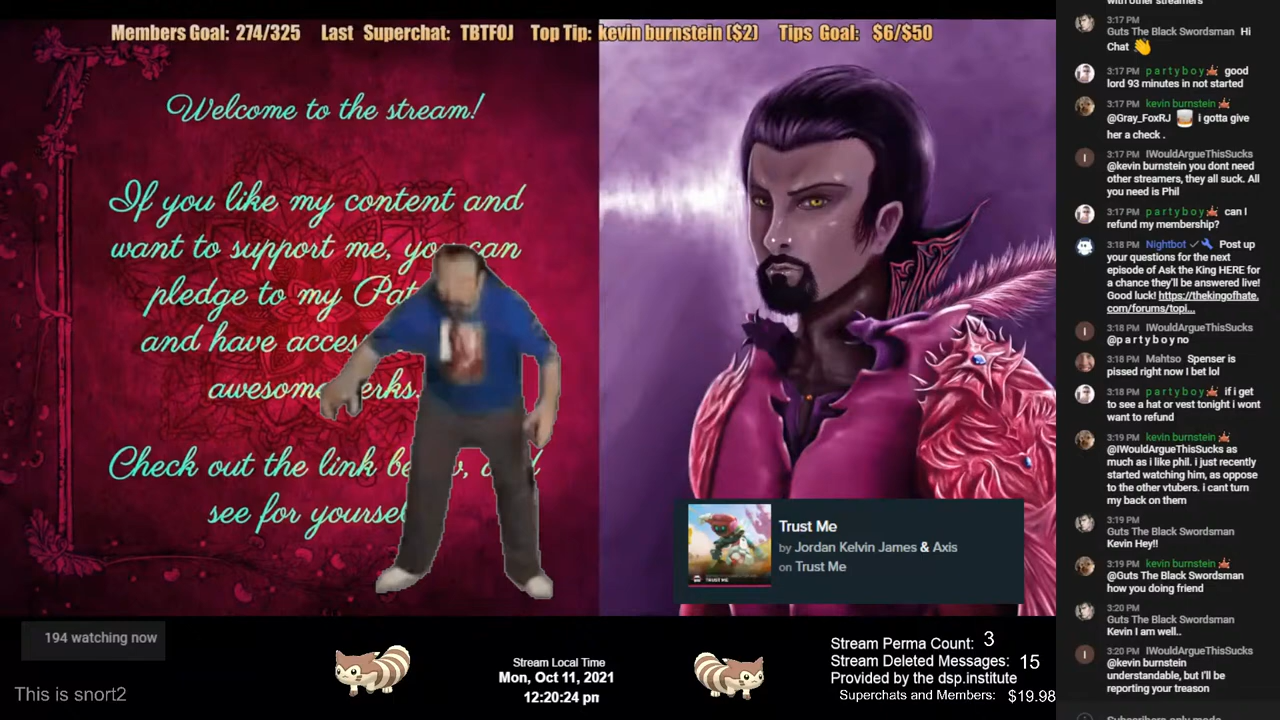 Members Goal: 274/325 Last Superchat: TBTFOJ Top Tip: kevin burnstein ($2) Tips Goal: $6/$50
Welcome to the stream!
If you like my content and
want to support me, you can
pledge to my Pat
and have acces
awesome erks.
Check out the link be
see for yoursel
Trust Me
by Jordan Kelvin James & Axis
on Trust Me
TRUST ME
194 watching now
This is snort2
Stream Local Time
Mon, Oct 11, 2021
12:20:24 pm
Stream Perma Count: 3
Stream Deleted Messages: 15
Provided by the dsp.institute
Superchats and Members: $19.98
with other streamers
3:17 PM
Guts The Black Swordsman Hi
Chat 👋
3:17 PM p a r t y b o y good
lord 93 minutes in not started
3:17 PM kevin burnstein
@Gray_FoxRJ 🥃 i gotta give
her a check .
3:17 PM IWouldArgueThisSucks
@kevin burnstein you dont need
other streamers, they all suck. All
you need is Phil
3:17 PM p a r t y b o y can I
refund my membership?
3:18 PM Nightbot Post up
your questions for the next
episode of Ask the King HERE for
a chance they'll be answered live!
Good luck! https://thekingofhate.
com/forums/topi...
3:18 PM IWouldArgueThisSucks
@p a r t y b o y no
3:18 PM Mahtso Spenser is
pissed right now I bet lol
3:18 PM p a r t y b o y if i get
to see a hat or vest tonight i wont
want to refund
3:19 PM kevin burnstein
@IWouldArgueThisSucks as
much as i like phil. i just recently
started watching him, as oppose
to the other vtubers. i cant turn
my back on them
3:19 PM
Guts The Black Swordsman
Kevin Hey!!
3:19 PM kevin burnstein
@Guts The Black Swordsman
how you doing friend
3:20 PM
Guts The Black Swordsman
Kevin I am well..
3:20 PM IWouldArgueThisSucks
@kevin burnstein
understandable, but I'll be
reporting your treason
Subscribers-only mode